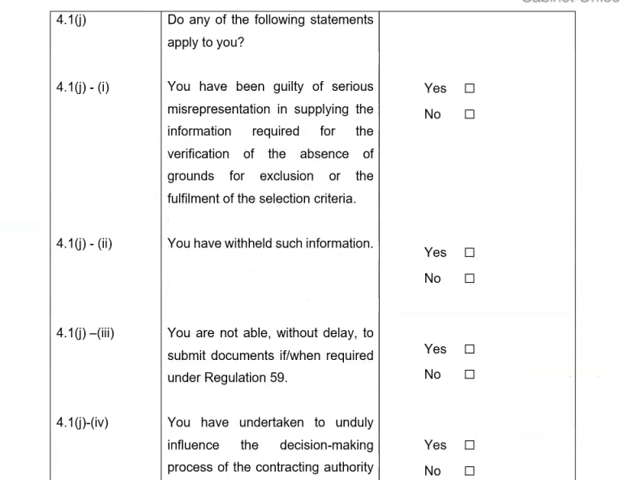 4.1(j) Do any of the following statements
apply to you?
4.1(j) - (i) You have been guilty of serious
misrepresentation in supplying the
information required for the
verification of the absence of
grounds for exclusion or the
fulfilment of the selection criteria.
Yes ☐
No ☐
4.1(j) - (ii) You have withheld such information.
Yes ☐
No ☐
4.1(j) –(iii) You are not able, without delay, to
submit documents if/when required
under Regulation 59.
Yes ☐
No ☐
4.1(j)-(iv) You have undertaken to unduly
influence the decision-making
process of the contracting authority
Yes ☐
No ☐